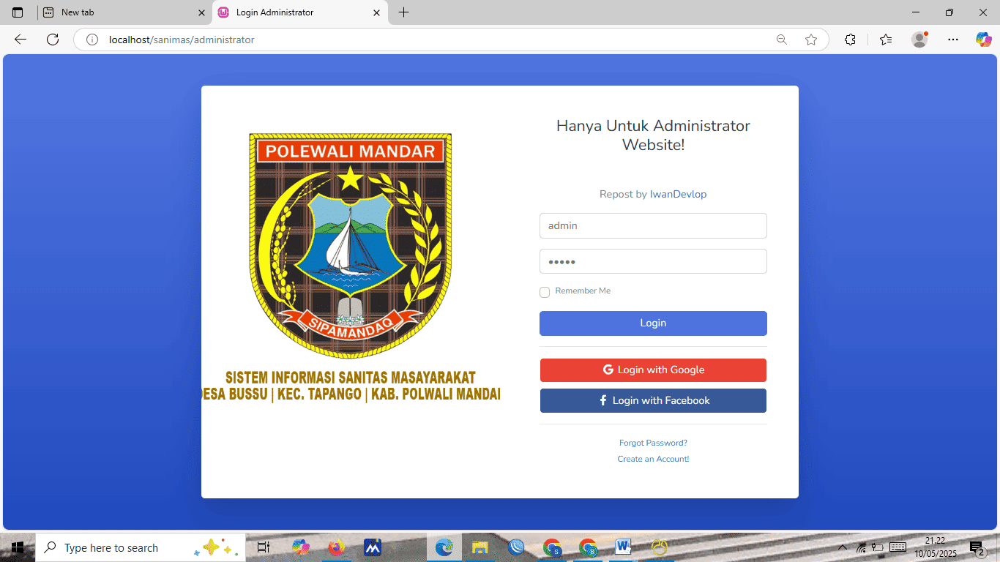 New tab
Login Administrator
localhost/sanimas/administrator
POLEWALI MANDAR
SIPAMANDAQ
SISTEM INFORMASI SANITAS MASAYARAKAT
DESA BUSSU | KEC. TAPANGO | KAB. POLWALI MANDAR
Hanya Untuk Administrator
Website!
Repost by IwanDevlop
admin
•••••
Remember Me
Login
Login with Google
Login with Facebook
Forgot Password?
Create an Account!
Type here to search
21,22
10/05/2025
2